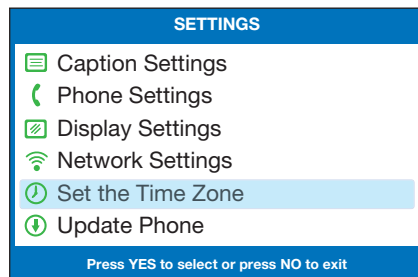 SETTINGS
Caption Settings
Phone Settings
Display Settings
Network Settings
Set the Time Zone
Update Phone
Press YES to select or press NO to exit